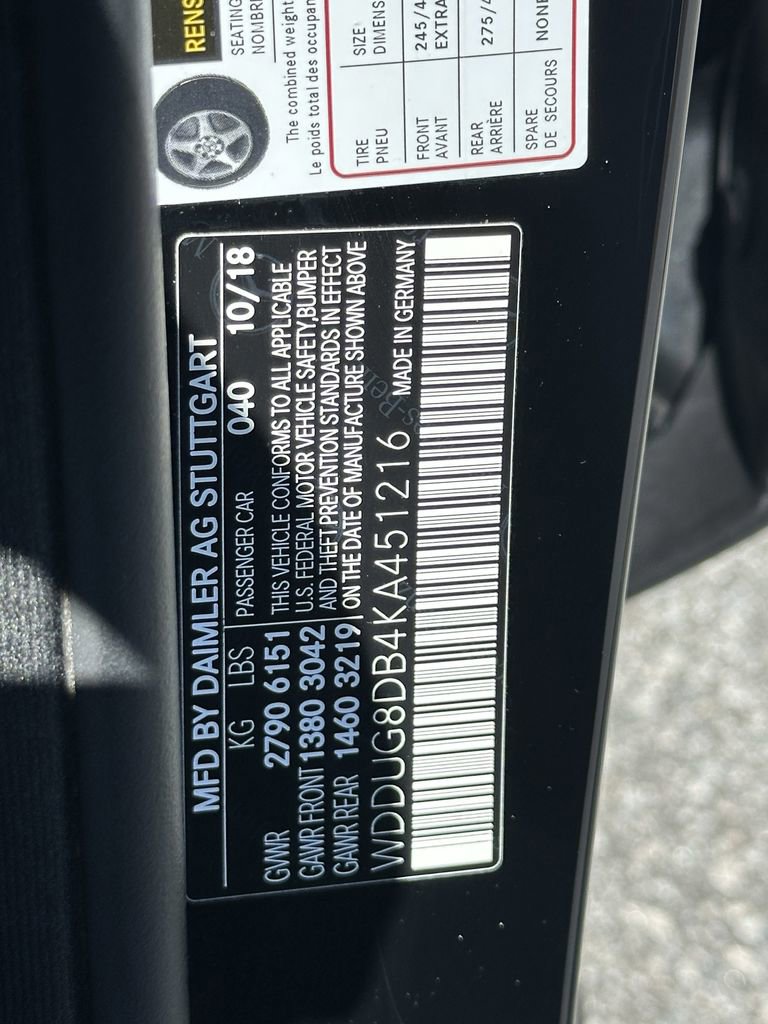 MFD BY DAIMLER AG STUTTGART
KG LBS PASSENGER CAR 040 10/18
GVWR 2790 6151
GAWR FRONT 1380 3042
GAWR REAR 1460 3219
THIS VEHICLE CONFORMS TO ALL APPLICABLE
U.S. FEDERAL MOTOR VEHICLE SAFETY,BUMPER
AND THEFT PREVENTION STANDARDS IN EFFECT
ON THE DATE OF MANUFACTURE SHOWN ABOVE
WDDUG8DB4KA451216 MADE IN GERMANY
RENS
SEATING
NOMBR
The combined weight
Le poids total des occupan
TIRE SIZE
PNEU DIMENS
FRONT 245/4
AVANT EXTRA
REAR 275/4
ARRIÈRE
SPARE NONE
DE SECOURS